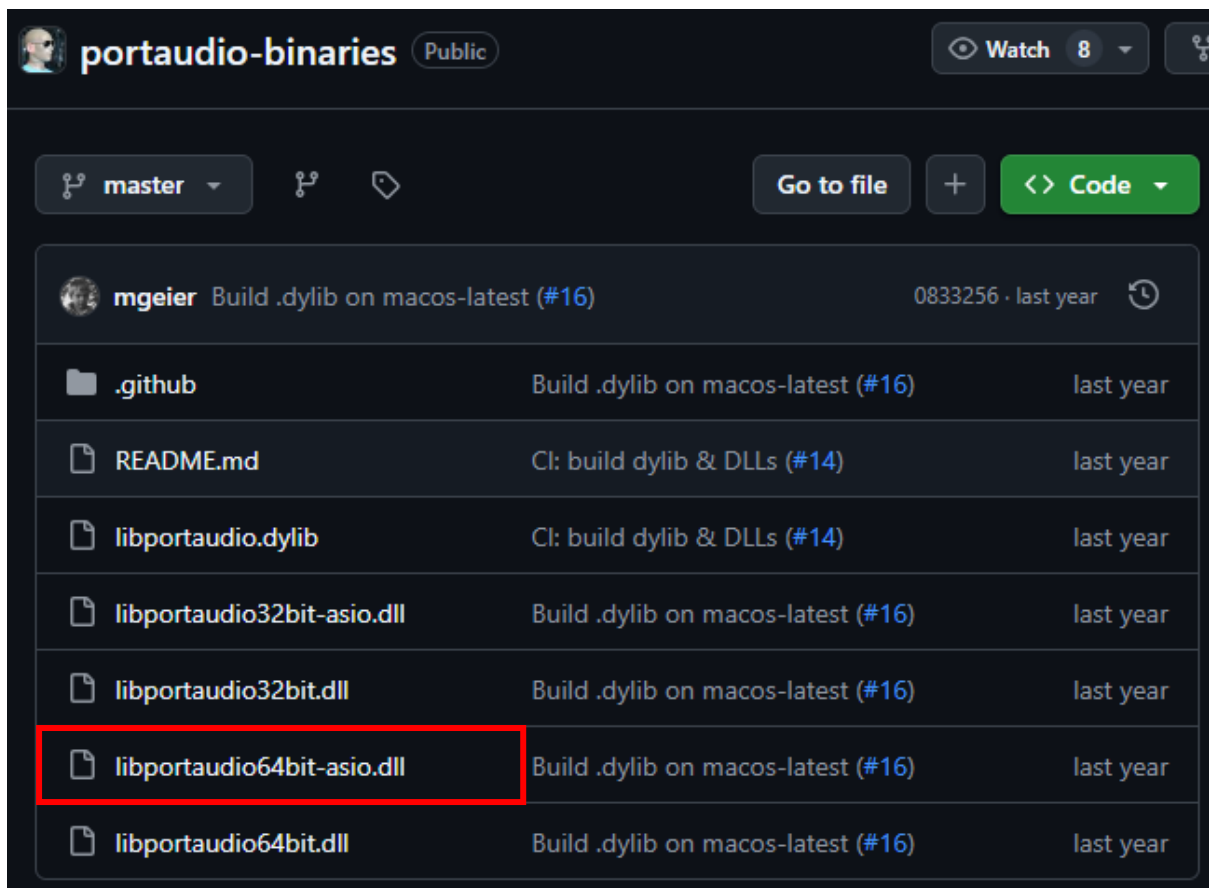 portaudio-binaries Public Watch 8
master Go to file + <> Code
mgeier Build .dylib on macos-latest (#16) 0833256 · last year
.github Build .dylib on macos-latest (#16) last year
README.md CI: build dylib & DLLs (#14) last year
libportaudio.dylib CI: build dylib & DLLs (#14) last year
libportaudio32bit-asio.dll Build .dylib on macos-latest (#16) last year
libportaudio32bit.dll Build .dylib on macos-latest (#16) last year
libportaudio64bit-asio.dll Build .dylib on macos-latest (#16) last year
libportaudio64bit.dll Build .dylib on macos-latest (#16) last year